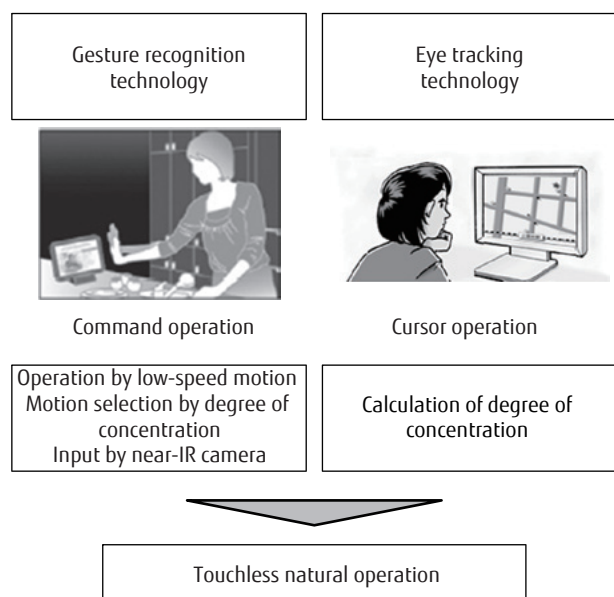 Gesture recognition
technology
Eye tracking
technology
Command operation
Cursor operation
Operation by low-speed motion
Motion selection by degree of
concentration
Input by near-IR camera
Calculation of degree of
concentration
Touchless natural operation